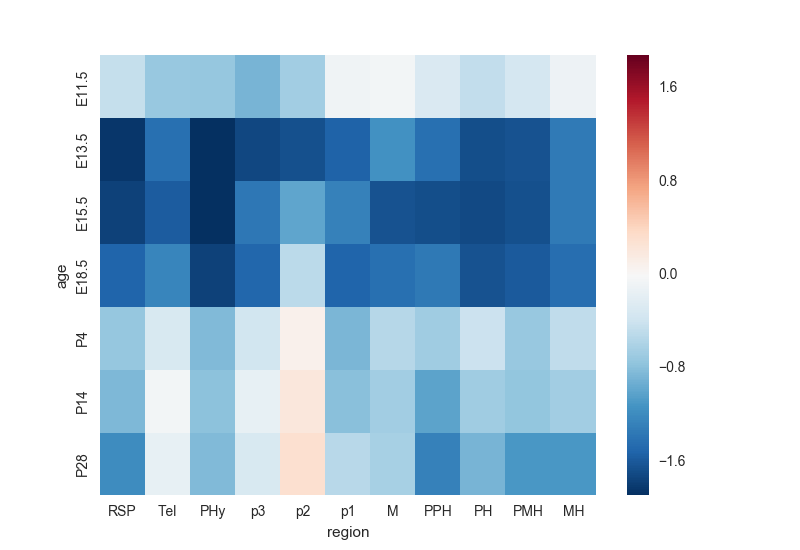 E11.5
E13.5
E15.5
E18.5
P4
P14
P28
age
RSP Tel PHy p3 p2 p1 M PPH PH PMH MH
region
1.6
0.8
0.0
−0.8
−1.6